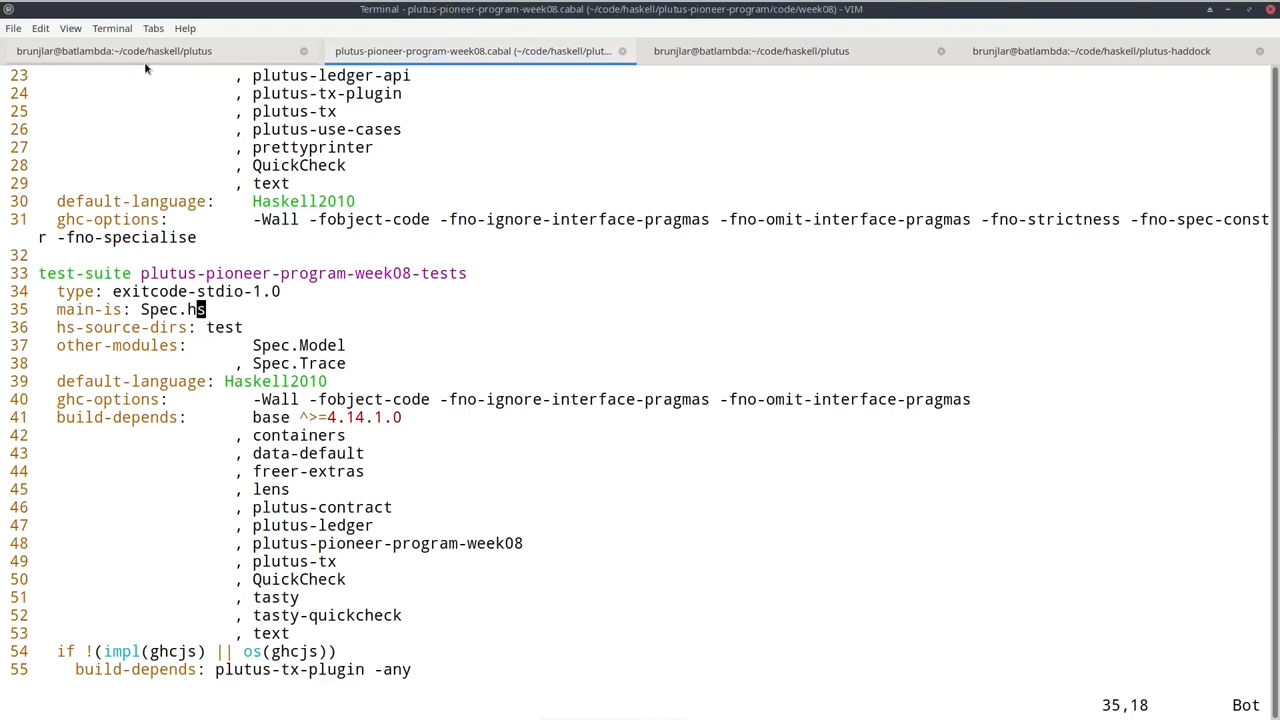 Terminal - plutus-pioneer-program-week08.cabal (~/code/haskell/plutus-pioneer-program/code/week08) - VIM
File Edit View Terminal Tabs Help
brunjlar@batlambda:~/code/haskell/plutus plutus-pioneer-program-week08.cabal (~/code/haskell/plut... brunjlar@batlambda:~/code/haskell/plutus brunjlar@batlambda:~/code/haskell/plutus-haddock
23 , plutus-ledger-api
24 , plutus-tx-plugin
25 , plutus-tx
26 , plutus-use-cases
27 , prettyprinter
28 , QuickCheck
29 , text
30 default-language: Haskell2010
31 ghc-options: -Wall -fobject-code -fno-ignore-interface-pragmas -fno-omit-interface-pragmas -fno-strictness -fno-spec-const
r -fno-specialise
32
33 test-suite plutus-pioneer-program-week08-tests
34 type: exitcode-stdio-1.0
35 main-is: Spec.hs
36 hs-source-dirs: test
37 other-modules: Spec.Model
38 , Spec.Trace
39 default-language: Haskell2010
40 ghc-options: -Wall -fobject-code -fno-ignore-interface-pragmas -fno-omit-interface-pragmas
41 build-depends: base ^>=4.14.1.0
42 , containers
43 , data-default
44 , freer-extras
45 , lens
46 , plutus-contract
47 , plutus-ledger
48 , plutus-pioneer-program-week08
49 , plutus-tx
50 , QuickCheck
51 , tasty
52 , tasty-quickcheck
53 , text
54 if !(impl(ghcjs) || os(ghcjs))
55 build-depends: plutus-tx-plugin -any
35,18 Bot